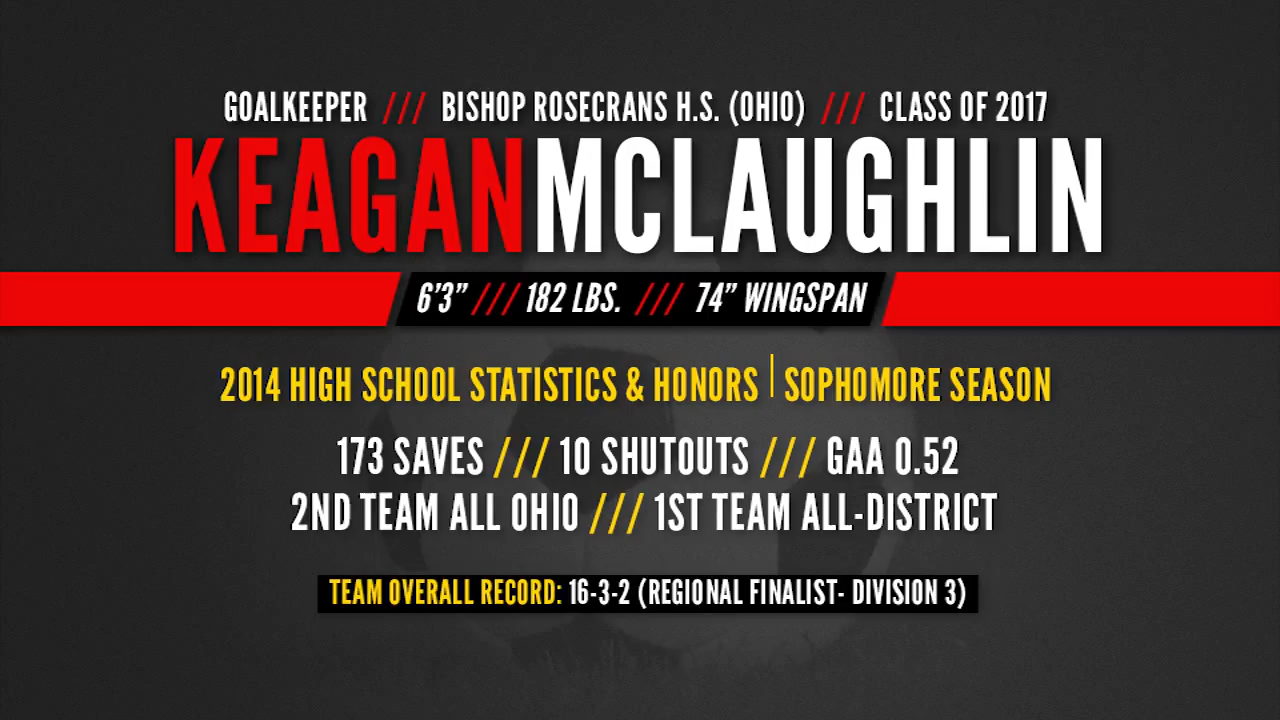 GOALKEEPER /// BISHOP ROSECRANS H.S. (OHIO) /// CLASS OF 2017
KEAGANMCLAUGHLIN
6'3" /// 182 LBS. /// 74" WINGSPAN
2014 HIGH SCHOOL STATISTICS & HONORS | SOPHOMORE SEASON
173 SAVES /// 10 SHUTOUTS /// GAA 0.52
2ND TEAM ALL OHIO /// 1ST TEAM ALL-DISTRICT
TEAM OVERALL RECORD: 16-3-2 (REGIONAL FINALIST- DIVISION 3)